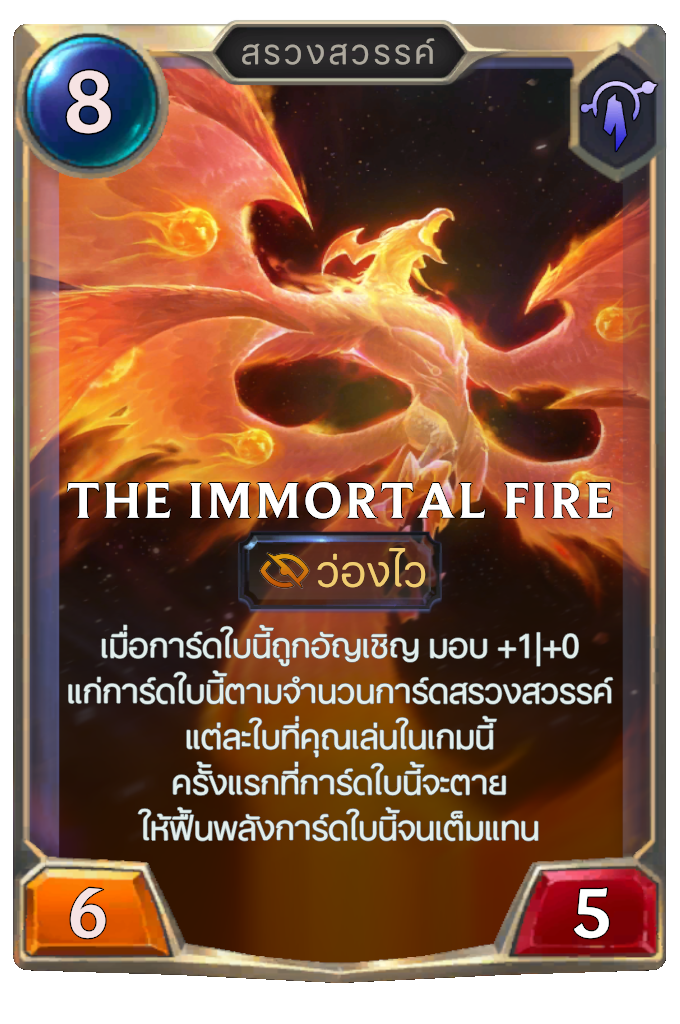 สรวงสวรรค์
8
THE IMMORTAL FIRE
ว่องไว
เมื่อการ์ดใบนี้ถูกอัญเชิญ มอบ +1|+0
แก่การ์ดใบนี้ตามจำนวนการ์ดสรวงสวรรค์
แต่ละใบที่คุณเล่นในเกมนี้
ครั้งแรกที่การ์ดใบนี้จะตาย
ให้ฟื้นพลังการ์ดใบนี้จนเต็มแทน
6
5